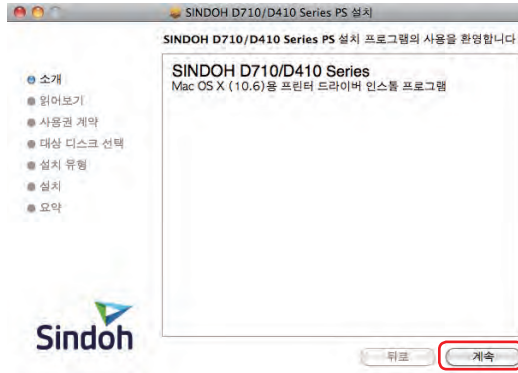 SINDOH D710/D410 Series PS 설치
SINDOH D710/D410 Series PS 설치 프로그램의 사용을 환영합니다
소개
읽어보기
사용권 계약
대상 디스크 선택
설치 유형
설치
요약
SINDOH D710/D410 Series
Mac OS X (10.6)용 프린터 드라이버 인스톨 프로그램
Sindoh
뒤로
계속